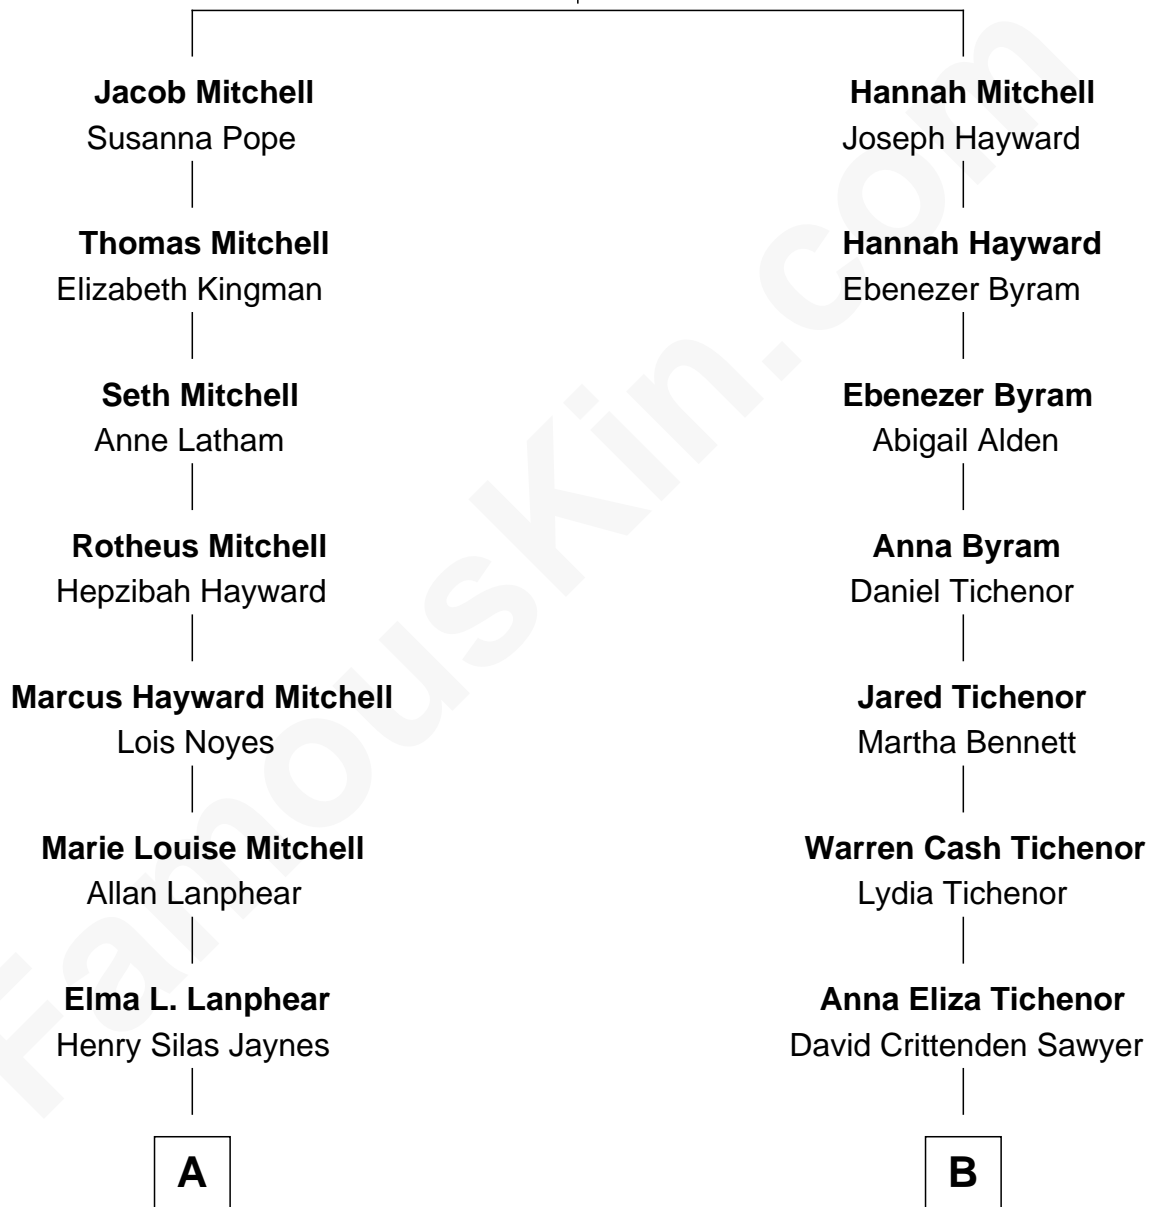 Jacob Mitchell
Susanna Pope
Thomas Mitchell
Elizabeth Kingman
Seth Mitchell
Anne Latham
Rotheus Mitchell
Hepzibah Hayward
Marcus Hayward Mitchell
Lois Noyes
Marie Louise Mitchell
Allan Lanphear
Elma L. Lanphear
Henry Silas Jaynes
A
Hannah Mitchell
Joseph Hayward
Hannah Hayward
Ebenezer Byram
Ebenezer Byram
Abigail Alden
Anna Byram
Daniel Tichenor
Jared Tichenor
Martha Bennett
Warren Cash Tichenor
Lydia Tichenor
Anna Eliza Tichenor
David Crittenden Sawyer
B
FamousKin.com